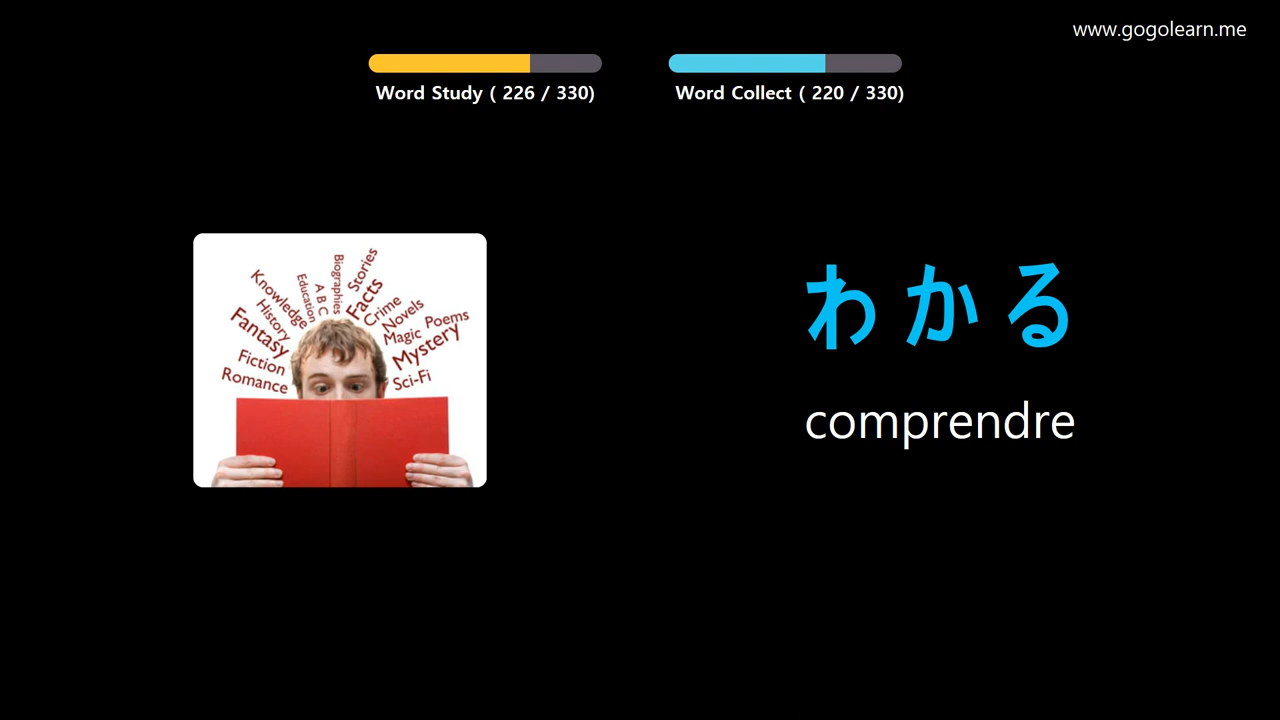 www.gogolearn.me
Word Study ( 226 / 330)
Word Collect ( 220 / 330)
Knowledge
History
Fantasy
Fiction
Romance
Education
A B C
Biographies
Stories
Facts
Crime
Novels
Magic
Poems
Mystery
Sci-Fi
わかる
comprendre